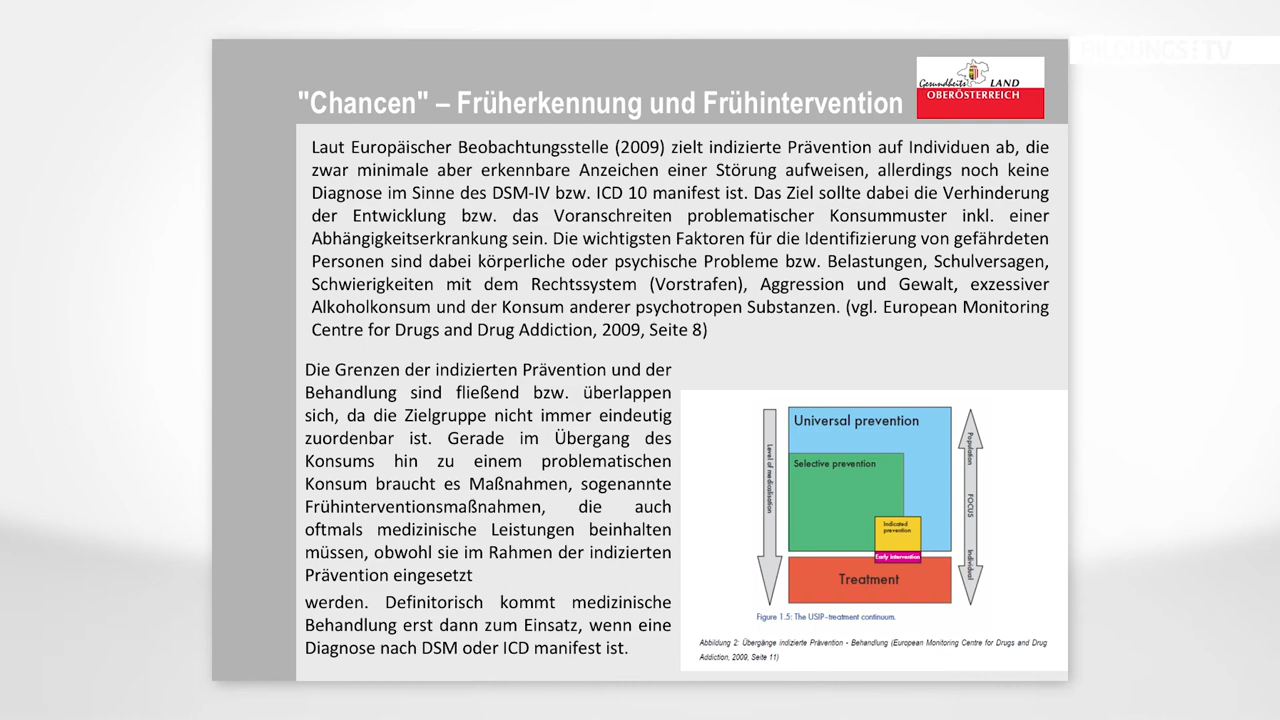 BILDUNGS TV
Gesundheits LAND
OBERÖSTERREICH
"Chancen" – Früherkennung und Frühintervention
Laut Europäischer Beobachtungsstelle (2009) zielt indizierte Prävention auf Individuen ab, die
zwar minimale aber erkennbare Anzeichen einer Störung aufweisen, allerdings noch keine
Diagnose im Sinne des DSM-IV bzw. ICD 10 manifest ist. Das Ziel sollte dabei die Verhinderung
der Entwicklung bzw. das Voranschreiten problematischer Konsummuster inkl. einer
Abhängigkeitserkrankung sein. Die wichtigsten Faktoren für die Identifizierung von gefährdeten
Personen sind dabei körperliche oder psychische Probleme bzw. Belastungen, Schulversagen,
Schwierigkeiten mit dem Rechtssystem (Vorstrafen), Aggression und Gewalt, exzessiver
Alkoholkonsum und der Konsum anderer psychotropen Substanzen. (vgl. European Monitoring
Centre for Drugs and Drug Addiction, 2009, Seite 8)
Die Grenzen der indizierten Prävention und der
Behandlung sind fließend bzw. überlappen
sich, da die Zielgruppe nicht immer eindeutig
zuordenbar ist. Gerade im Übergang des
Konsums hin zu einem problematischen
Konsum braucht es Maßnahmen, sogenannte
Frühinterventionsmaßnahmen, die auch
oftmals medizinische Leistungen beinhalten
müssen, obwohl sie im Rahmen der indizierten
Prävention eingesetzt
werden. Definitorisch kommt medizinische
Behandlung erst dann zum Einsatz, wenn eine
Diagnose nach DSM oder ICD manifest ist.
Level of medicalisation
Universal prevention
Selective prevention
Indicated
prevention
Early intervention
Treatment
Population
FOCUS
Individual
Figure 1.5: The USIP–treatment continuum.
Abbildung 2: Übergänge indizierte Prävention - Behandlung (European Monitoring Centre for Drugs and Drug
Addiction, 2009, Seite 11)